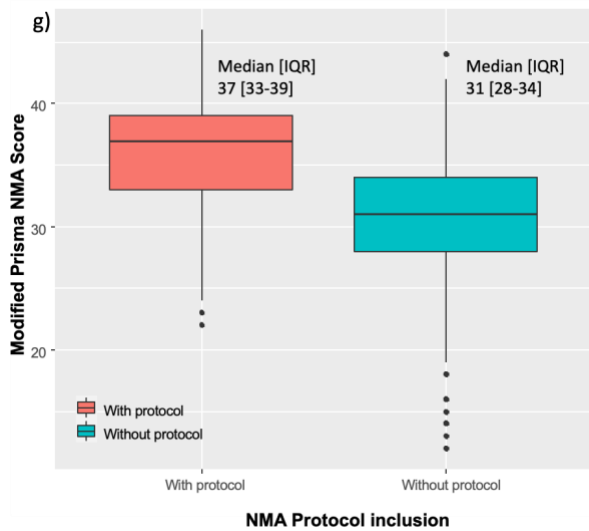 g)
Median [IQR]
37 [33-39]
Median [IQR]
31 [28-34]
Modified Prisma NMA Score
40
30
20
With protocol
Without protocol
With protocol
Without protocol
NMA Protocol inclusion